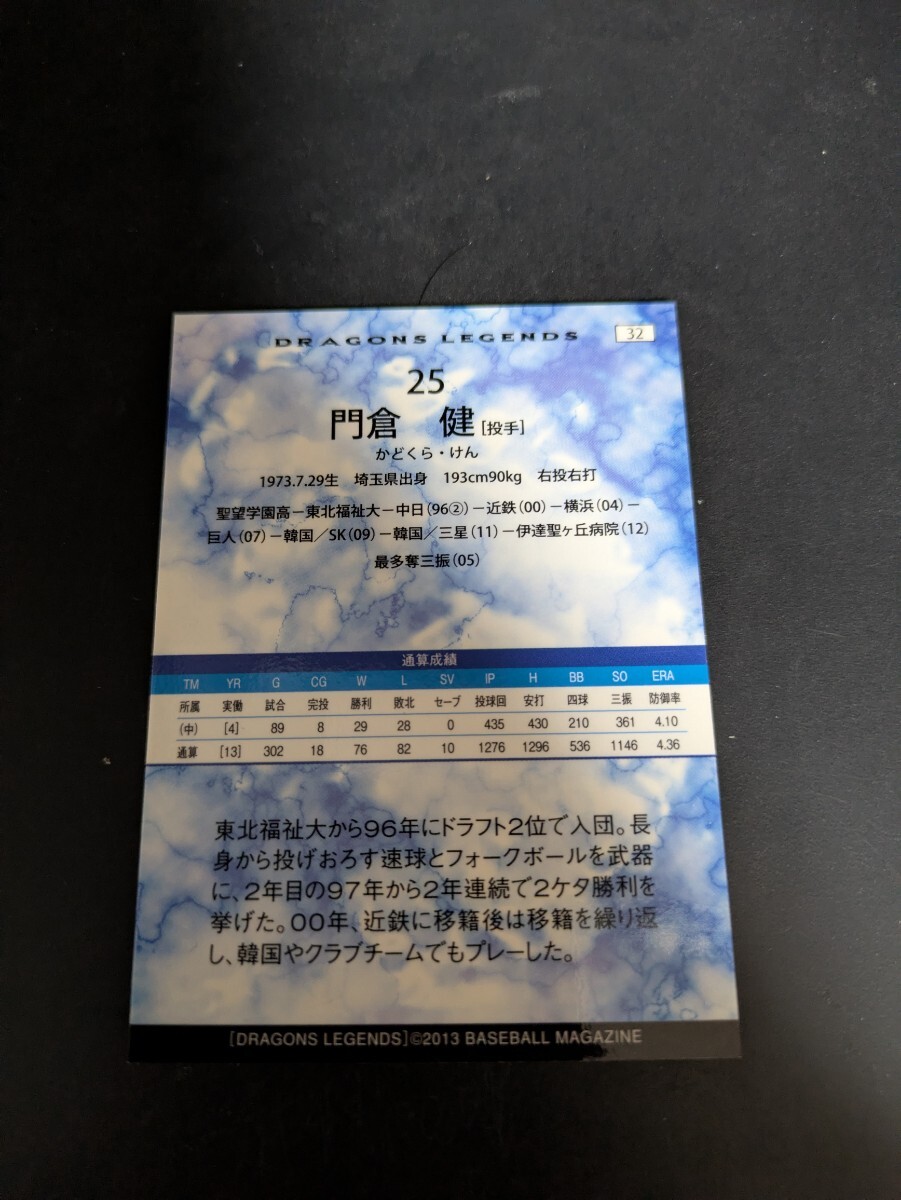 DRAGONS LEGENDS 32
25
門倉 健[投手]
かどくら・けん
1973.7.29生 埼玉県出身 193cm90kg 右投右打
聖望学園高－東北福祉大－中日(96②)－近鉄(00)－横浜(04)－
巨人(07)－韓国／SK(09)－韓国／三星(11)－伊達聖ヶ丘病院(12)
最多奪三振(05)
通算成績
TM YR G CG W L SV IP H BB SO ERA
所属 実働 試合 完投 勝利 敗北 セーブ 投球回 安打 四球 三振 防御率
(中) [4] 89 8 29 28 0 435 430 210 361 4.10
通算 [13] 302 18 76 82 10 1276 1296 536 1146 4.36
東北福祉大から96年にドラフト2位で入団。長
身から投げおろす速球とフォークボールを武器
に、2年目の97年から2年連続で2ケタ勝利を
挙げた。00年、近鉄に移籍後は移籍を繰り返
し、韓国やクラブチームでもプレーした。
[DRAGONS LEGENDS]©2013 BASEBALL MAGAZINE